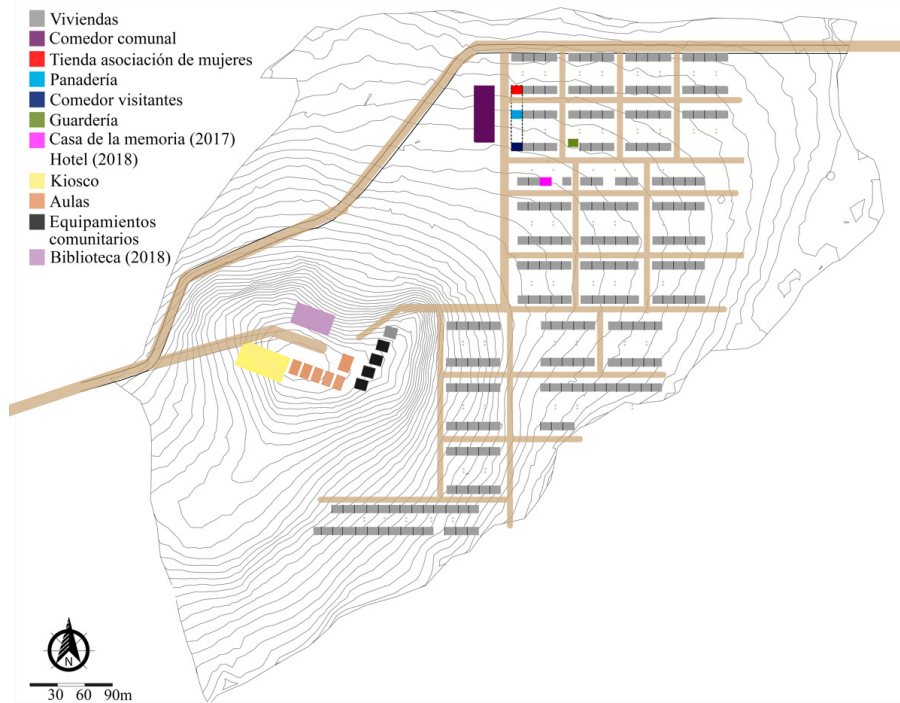 Viviendas
Comedor comunal
Tienda asociación de mujeres
Panadería
Comedor visitantes
Guardería
Casa de la memoria (2017)
Hotel (2018)
Kiosco
Aulas
Equipamientos
comunitarios
Biblioteca (2018)
N
30 60 90m